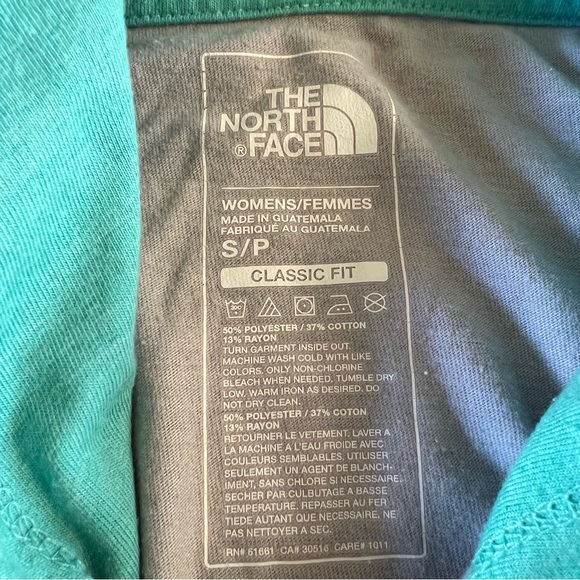 THE
NORTH
® FACE
WOMENS/FEMMES
MADE IN GUATEMALA
FABRIQUÉ AU GUATEMALA
S/P
CLASSIC FIT
30C
50% POLYESTER / 37% COTTON
13% RAYON
TURN GARMENT INSIDE OUT.
MACHINE WASH COLD WITH LIKE
COLORS. ONLY NON-CHLORINE
BLEACH WHEN NEEDED. TUMBLE DRY
LOW. WARM IRON AS DESIRED. DO
NOT DRY CLEAN.
50% POLYESTER / 37% COTON
13% RAYON
RETOURNER LE VETEMENT. LAVER A
LA MACHINE A L'EAU FROIDE AVEC
COULEURS SEMBLABLES. UTILISER
SEULEMENT UN AGENT DE BLANCHI-
MENT, SANS CHLORE SI NECESSAIRE.
SECHER PAR CULBUTAGE A BASSE
TEMPERATURE. REPASSER AU FER
TIEDE AUTANT QUE NECESSAIRE. NE
PAS NETTOYER A SEC.
RN# 61661 CA# 30516 CARE# 1011